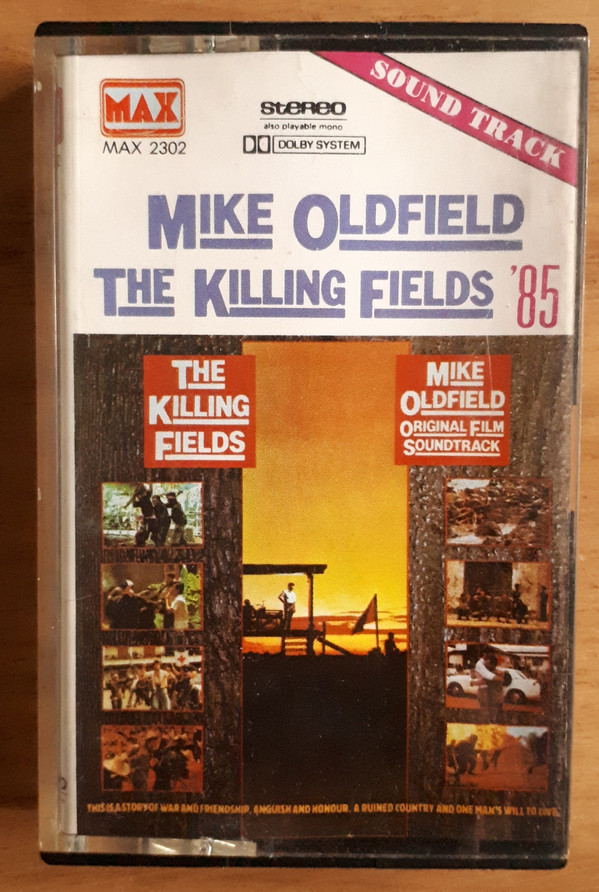 MAX
MAX 2302
stereo
also playable mono
DOLBY SYSTEM
SOUND TRACK
MIKE OLDFIELD
THE KILLING FIELDS '85
THE
KILLING
FIELDS
MIKE
OLDFIELD
ORIGINAL FILM
SOUNDTRACK
THIS IS A STORY OF WAR AND FRIENDSHIP, ANGUISH AND HONOUR, A RUINED COUNTRY AND ONE MAN'S WILL TO LIVE.